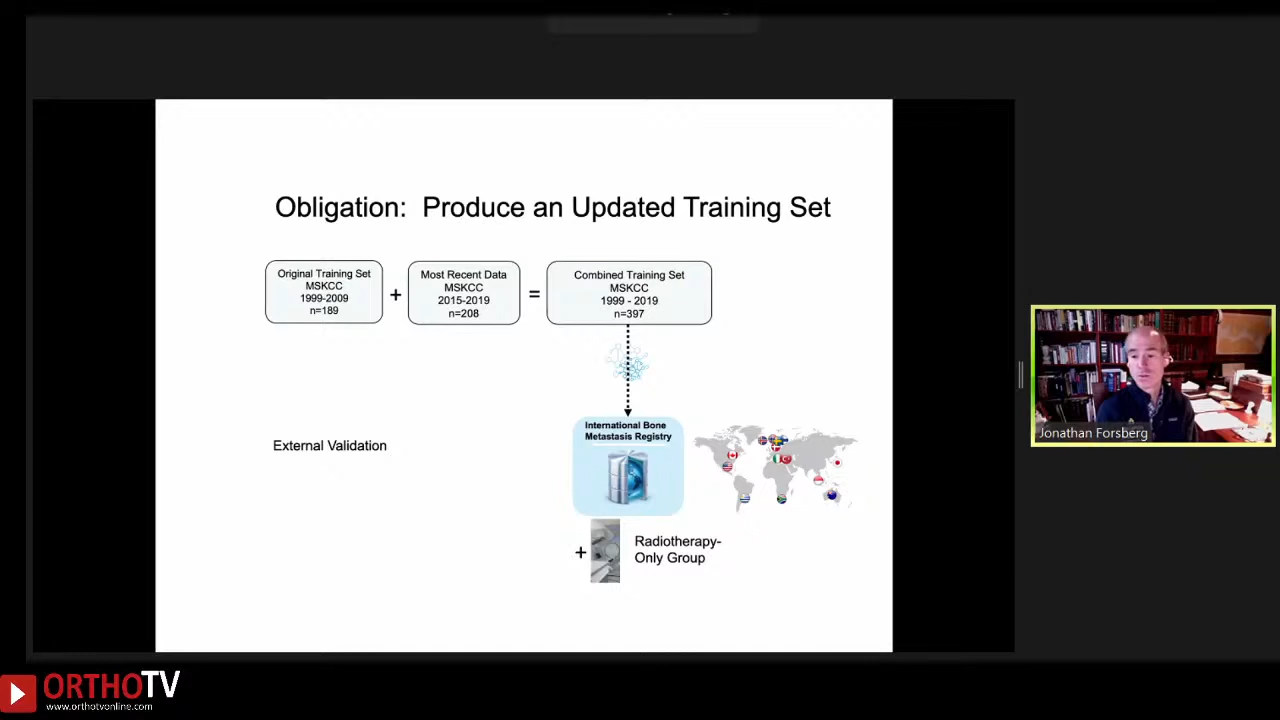 Obligation: Produce an Updated Training Set
Original Training Set
MSKCC
1999-2009
n=189
+
Most Recent Data
MSKCC
2015-2019
n=208
=
Combined Training Set
MSKCC
1999 - 2019
n=397
External Validation
International Bone
Metastasis Registry
+
Radiotherapy-
Only Group
Jonathan Forsberg
ORTHOTV
www.orthotvonline.com